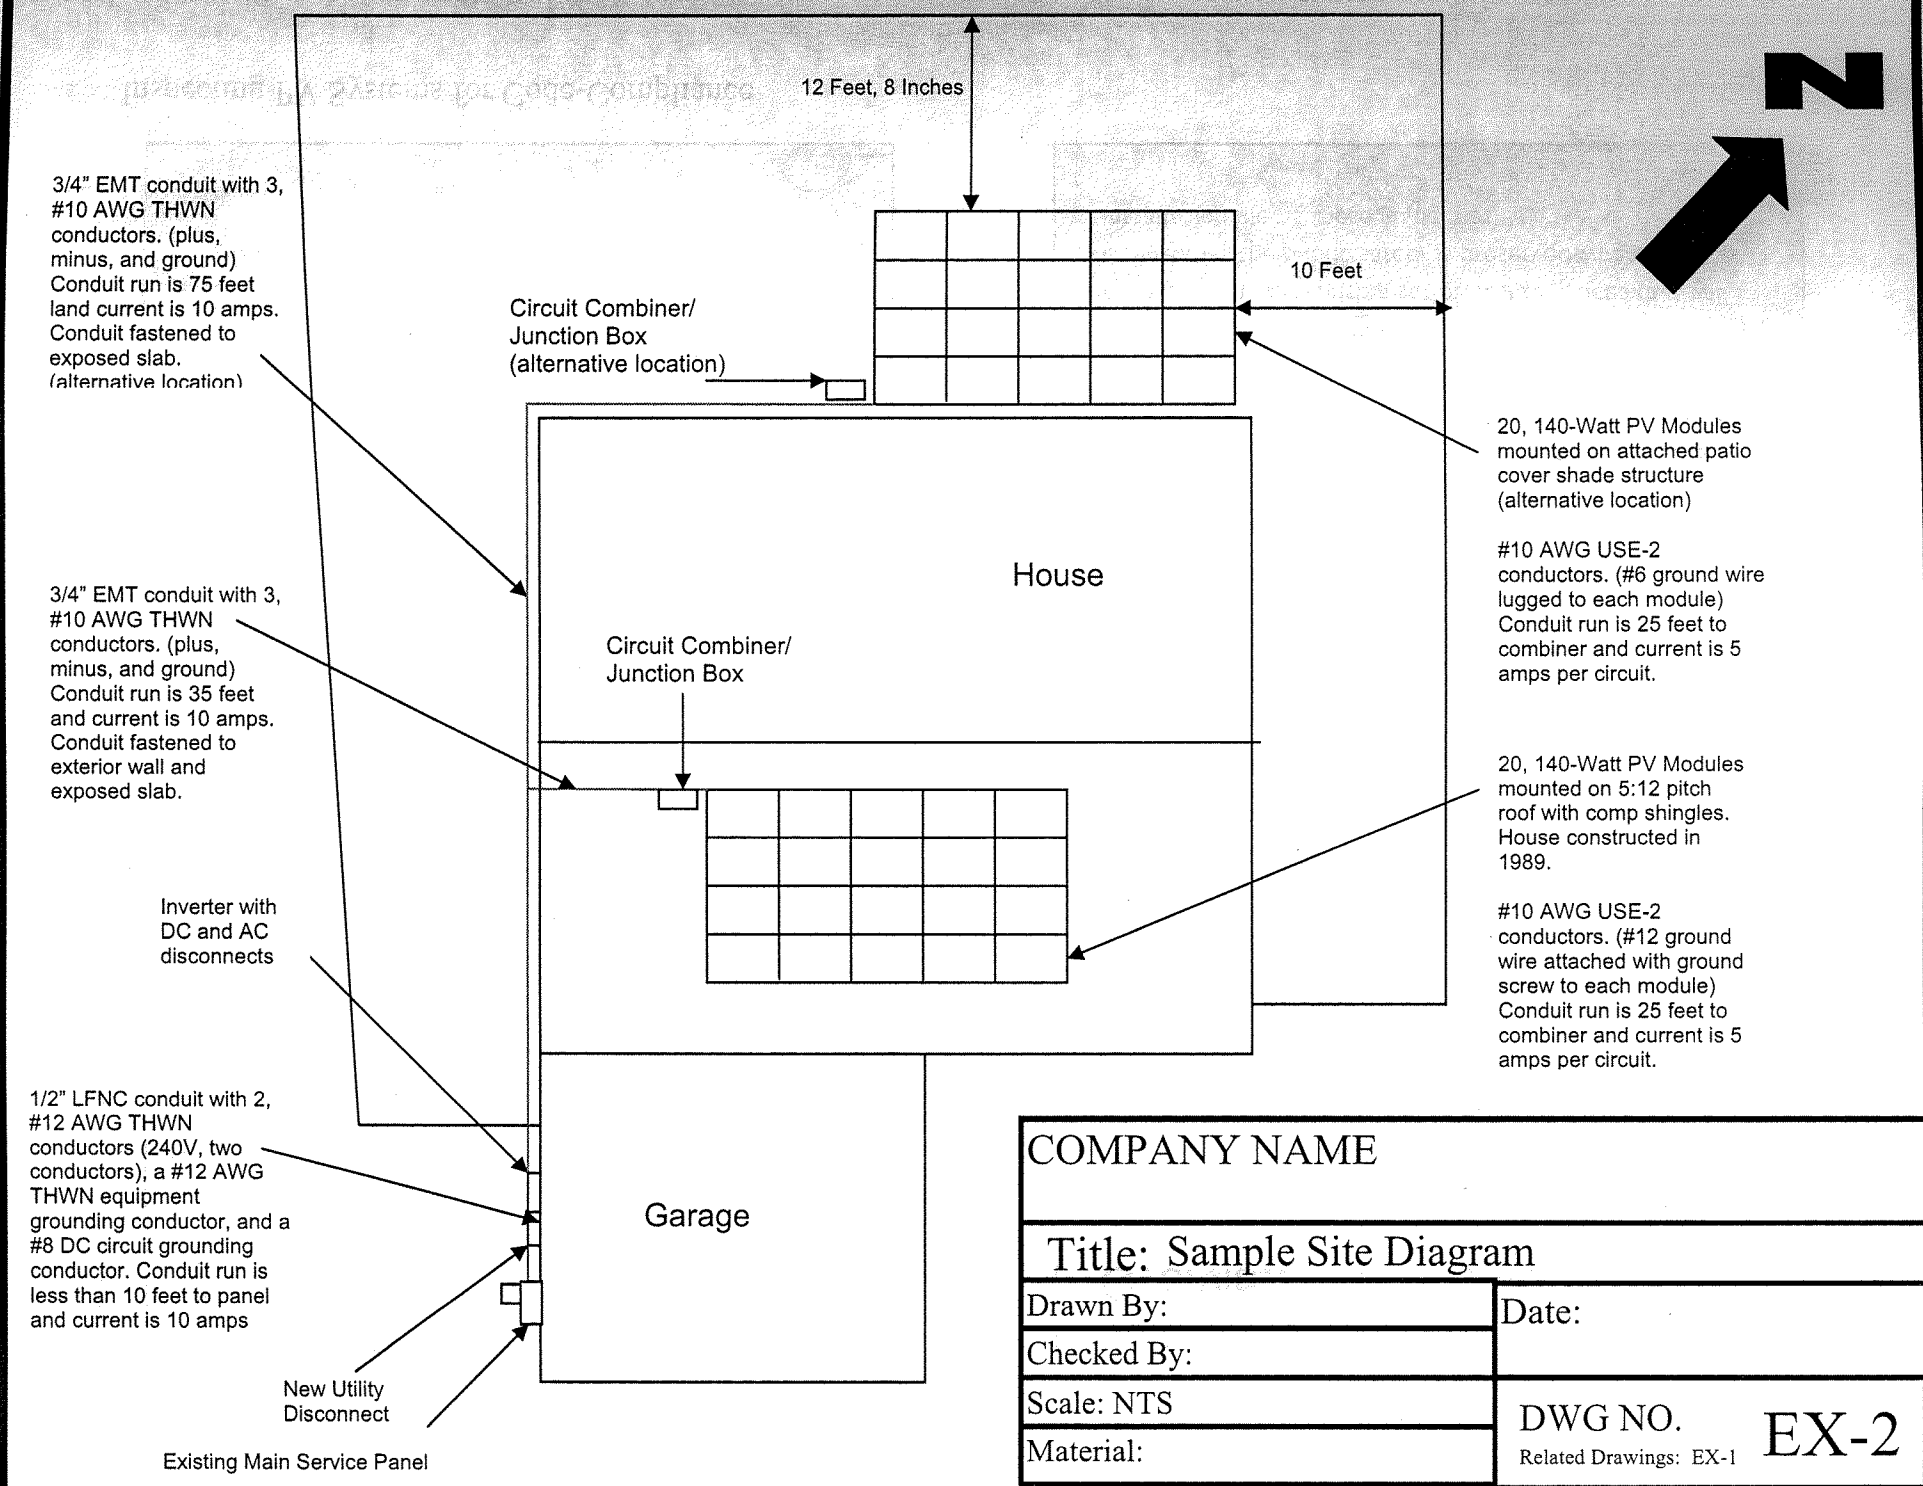 Inspecting PV Systems for Code-Compliance
12 Feet, 8 Inches
N
3/4" EMT conduit with 3,
#10 AWG THWN
conductors. (plus,
minus, and ground)
Conduit run is 75 feet
land current is 10 amps.
Conduit fastened to
exposed slab.
(alternative location)
Circuit Combiner/
Junction Box
(alternative location)
10 Feet
20, 140-Watt PV Modules
mounted on attached patio
cover shade structure
(alternative location)
#10 AWG USE-2
conductors. (#6 ground wire
lugged to each module)
Conduit run is 25 feet to
combiner and current is 5
amps per circuit.
House
3/4" EMT conduit with 3,
#10 AWG THWN
conductors. (plus,
minus, and ground)
Conduit run is 35 feet
and current is 10 amps.
Conduit fastened to
exterior wall and
exposed slab.
Circuit Combiner/
Junction Box
20, 140-Watt PV Modules
mounted on 5:12 pitch
roof with comp shingles.
House constructed in
1989.
#10 AWG USE-2
conductors. (#12 ground
wire attached with ground
screw to each module)
Conduit run is 25 feet to
combiner and current is 5
amps per circuit.
Inverter with
DC and AC
disconnects
1/2" LFNC conduit with 2,
#12 AWG THWN
conductors (240V, two
conductors), a #12 AWG
THWN equipment
grounding conductor, and a
#8 DC circuit grounding
conductor. Conduit run is
less than 10 feet to panel
and current is 10 amps
Garage
New Utility
Disconnect
Existing Main Service Panel
COMPANY NAME
Title: Sample Site Diagram
Drawn By:
Date:
Checked By:
Scale: NTS
Material:
DWG NO. EX-2
Related Drawings: EX-1